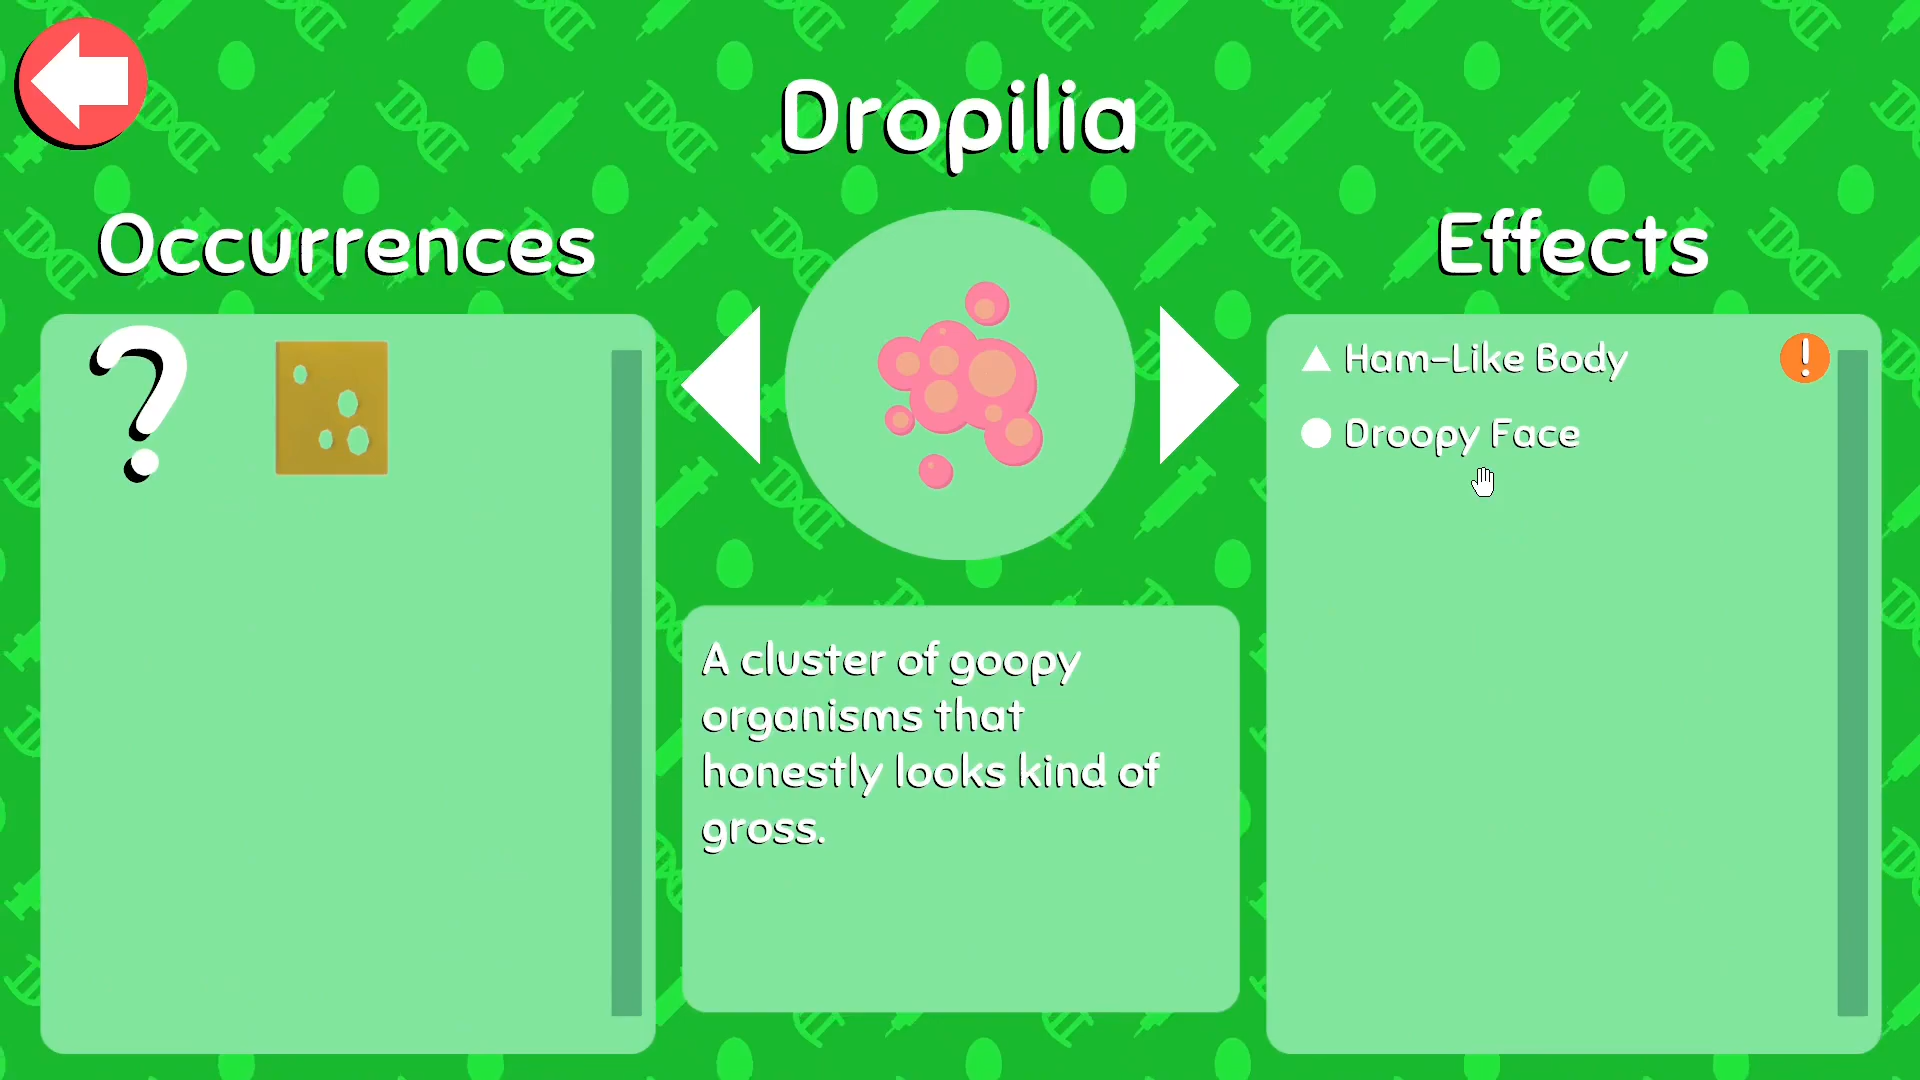 Dropilia
Occurrences
?
A cluster of goopy
organisms that
honestly looks kind of
gross.
Effects
Ham-Like Body
!
Droopy Face